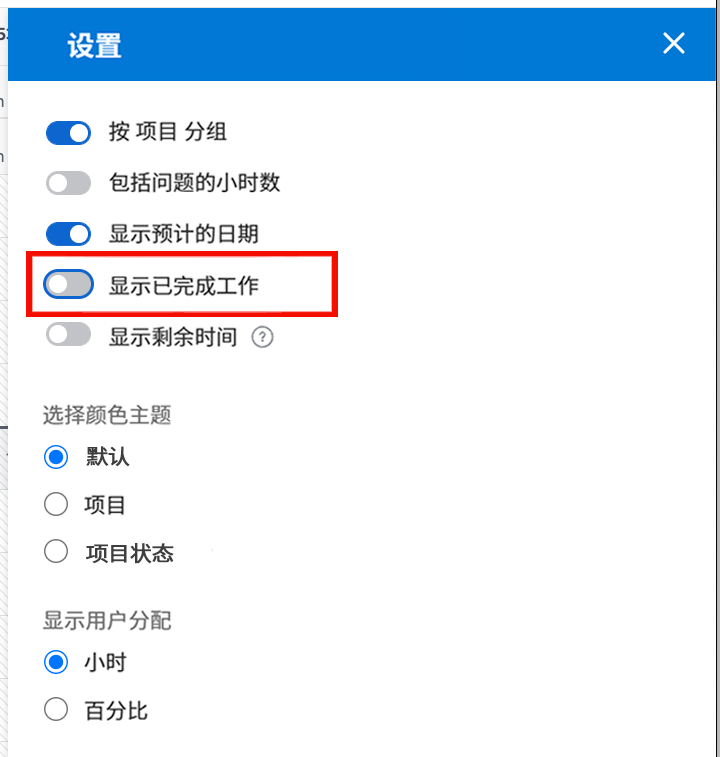 设置
按 项目 分组
包括问题的小时数
显示预计的日期
显示已完成工作
显示剩余时间 ?
选择颜色主题
默认
项目
项目状态
显示用户分配
小时
百分比